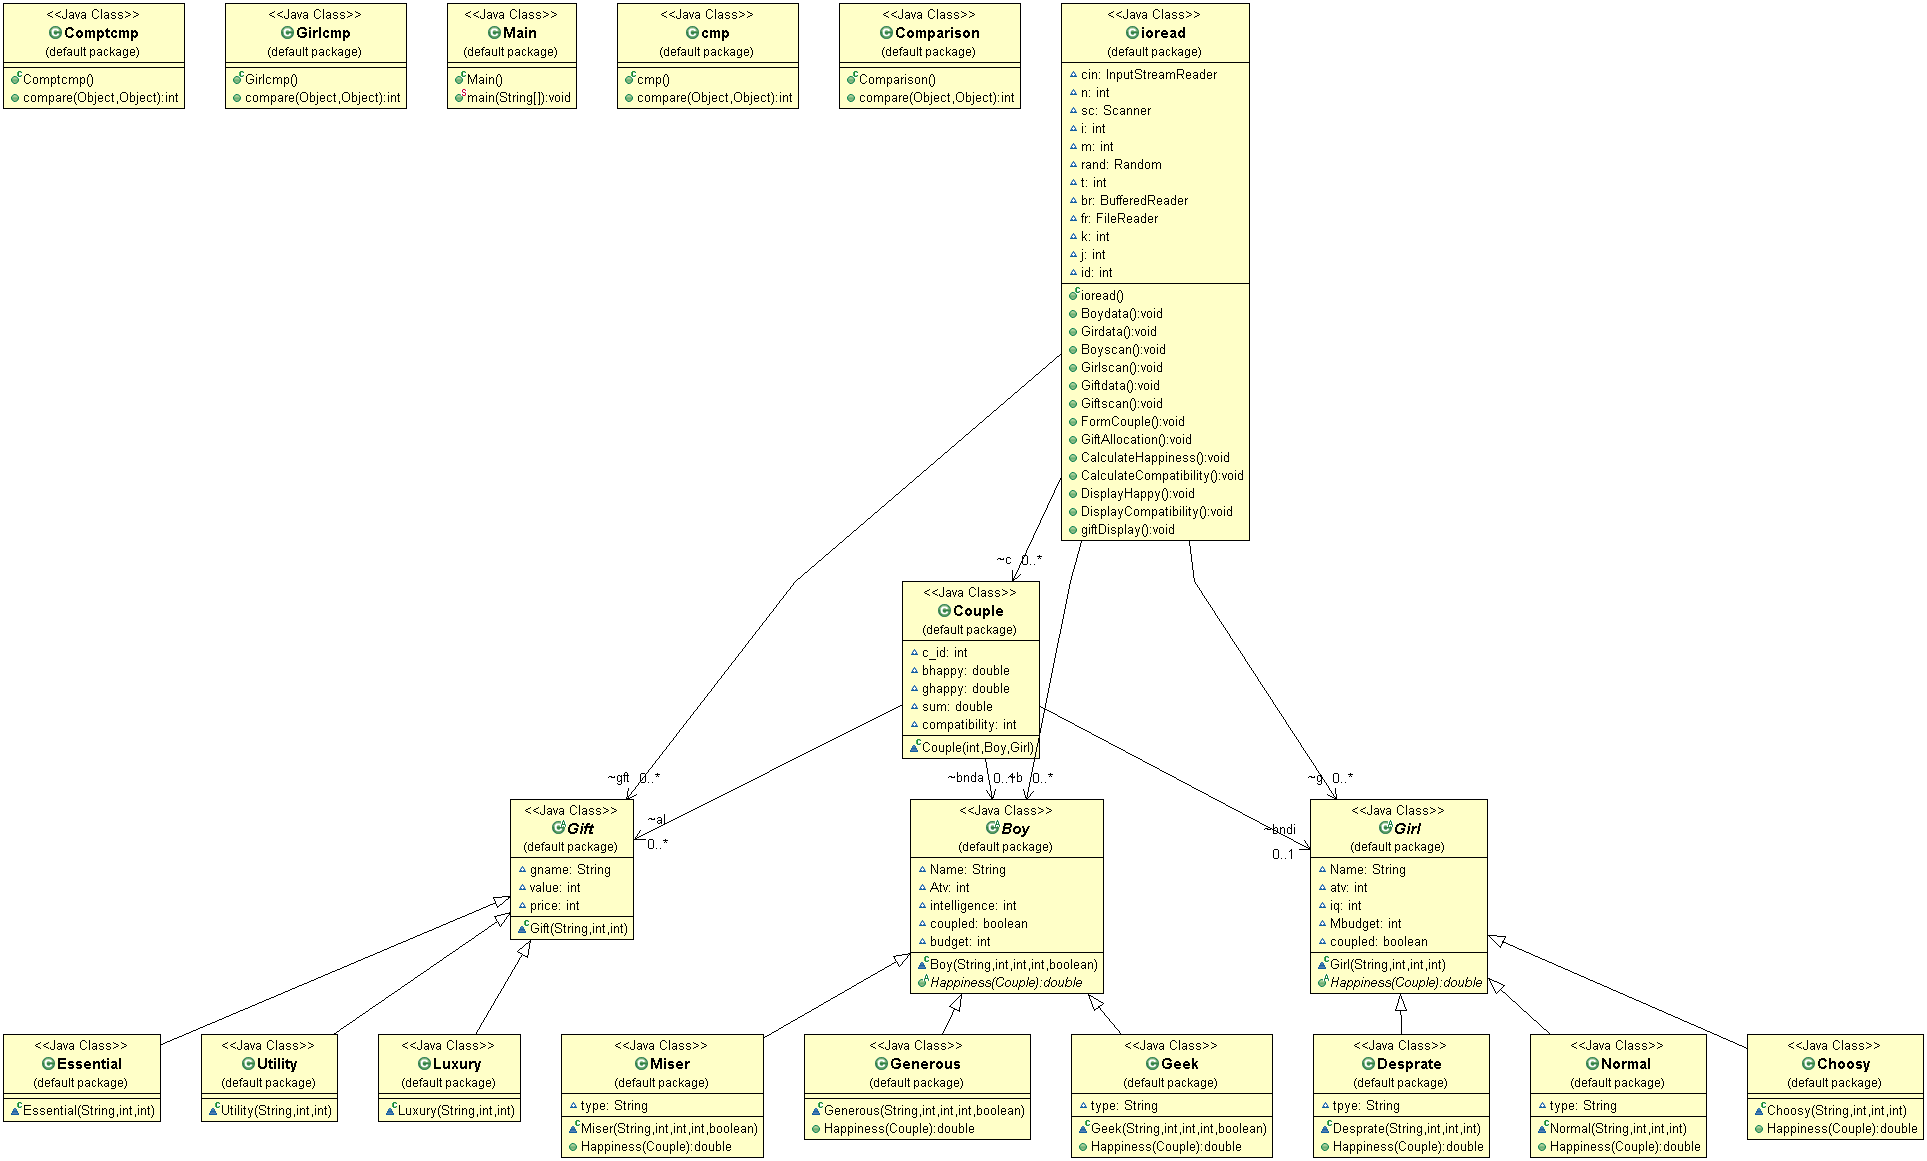 <<Java Class>>
Comptcmp
(default package)
Comptcmp()
compare(Object,Object):int
<<Java Class>>
Girlcmp
(default package)
Girlcmp()
compare(Object,Object):int
<<Java Class>>
Main
(default package)
Main()
main(String[]):void
<<Java Class>>
cmp
(default package)
cmp()
compare(Object,Object):int
<<Java Class>>
Comparison
(default package)
Comparison()
compare(Object,Object):int
<<Java Class>>
ioread
(default package)
cin: InputStreamReader
n: int
sc: Scanner
i: int
m: int
rand: Random
t: int
br: BufferedReader
fr: FileReader
k: int
j: int
id: int
ioread()
Boydata():void
Girdata():void
Boyscan():void
Girlscan():void
Giftdata():void
Giftscan():void
FormCouple():void
GiftAllocation():void
CalculateHappiness():void
CalculateCompatibility():void
DisplayHappy():void
DisplayCompatibility():void
giftDisplay():void
~c 0..*
<<Java Class>>
Couple
(default package)
c_id: int
bhappy: double
ghappy: double
sum: double
compatibility: int
Couple(int,Boy,Girl)
~gft 0..*
~al
0..*
~bnda 0..1
~b 0..*
~g 0..*
~bndi
0..1
<<Java Class>>
Gift
(default package)
gname: String
value: int
price: int
Gift(String,int,int)
<<Java Class>>
Boy
(default package)
Name: String
Atv: int
intelligence: int
coupled: boolean
budget: int
Boy(String,int,int,int,boolean)
Happiness(Couple):double
<<Java Class>>
Girl
(default package)
Name: String
atv: int
iq: int
Mbudget: int
coupled: boolean
Girl(String,int,int,int)
Happiness(Couple):double
<<Java Class>>
Essential
(default package)
Essential(String,int,int)
<<Java Class>>
Utility
(default package)
Utility(String,int,int)
<<Java Class>>
Luxury
(default package)
Luxury(String,int,int)
<<Java Class>>
Miser
(default package)
type: String
Miser(String,int,int,int,boolean)
Happiness(Couple):double
<<Java Class>>
Generous
(default package)
Generous(String,int,int,int,boolean)
Happiness(Couple):double
<<Java Class>>
Geek
(default package)
type: String
Geek(String,int,int,int,boolean)
Happiness(Couple):double
<<Java Class>>
Desprate
(default package)
tpye: String
Desprate(String,int,int,int)
Happiness(Couple):double
<<Java Class>>
Normal
(default package)
type: String
Normal(String,int,int,int)
Happiness(Couple):double
<<Java Class>>
Choosy
(default package)
Choosy(String,int,int,int)
Happiness(Couple):double